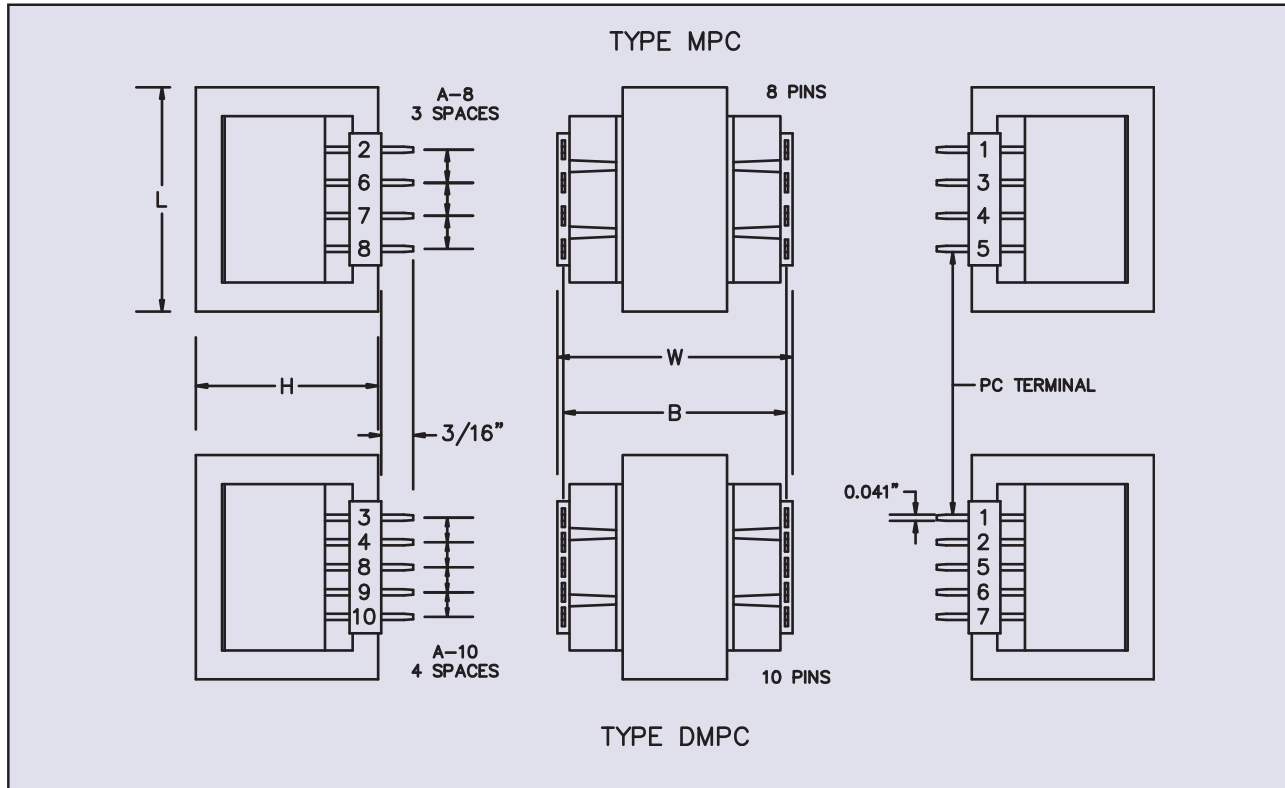 TYPE MPC
A-8
3 SPACES
8 PINS
L
2
6
7
8
1
3
4
5
H
W
B
PC TERMINAL
3/16"
0.041"
3
4
8
9
10
1
2
5
6
7
A-10
4 SPACES
10 PINS
TYPE DMPC